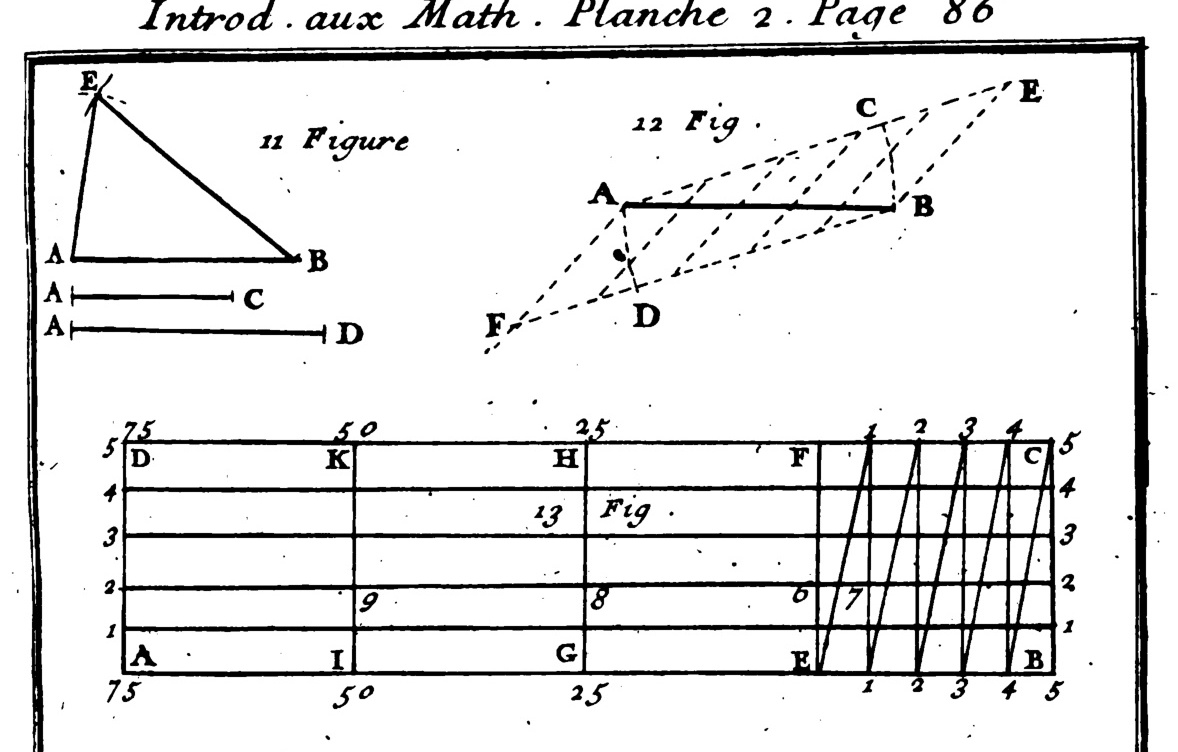 Introd. aux Math. Planche 2. Page 86
E
11 Figure
A B
A C
A D
12 Fig.
C E
A B
F D
75 50 25 1 2 3 4 5
5 D K H F C
4 4
3 13 Fig. 3
2 2
9 8 6 7
1 1
A I G E B
75 50 25 1 2 3 4 5